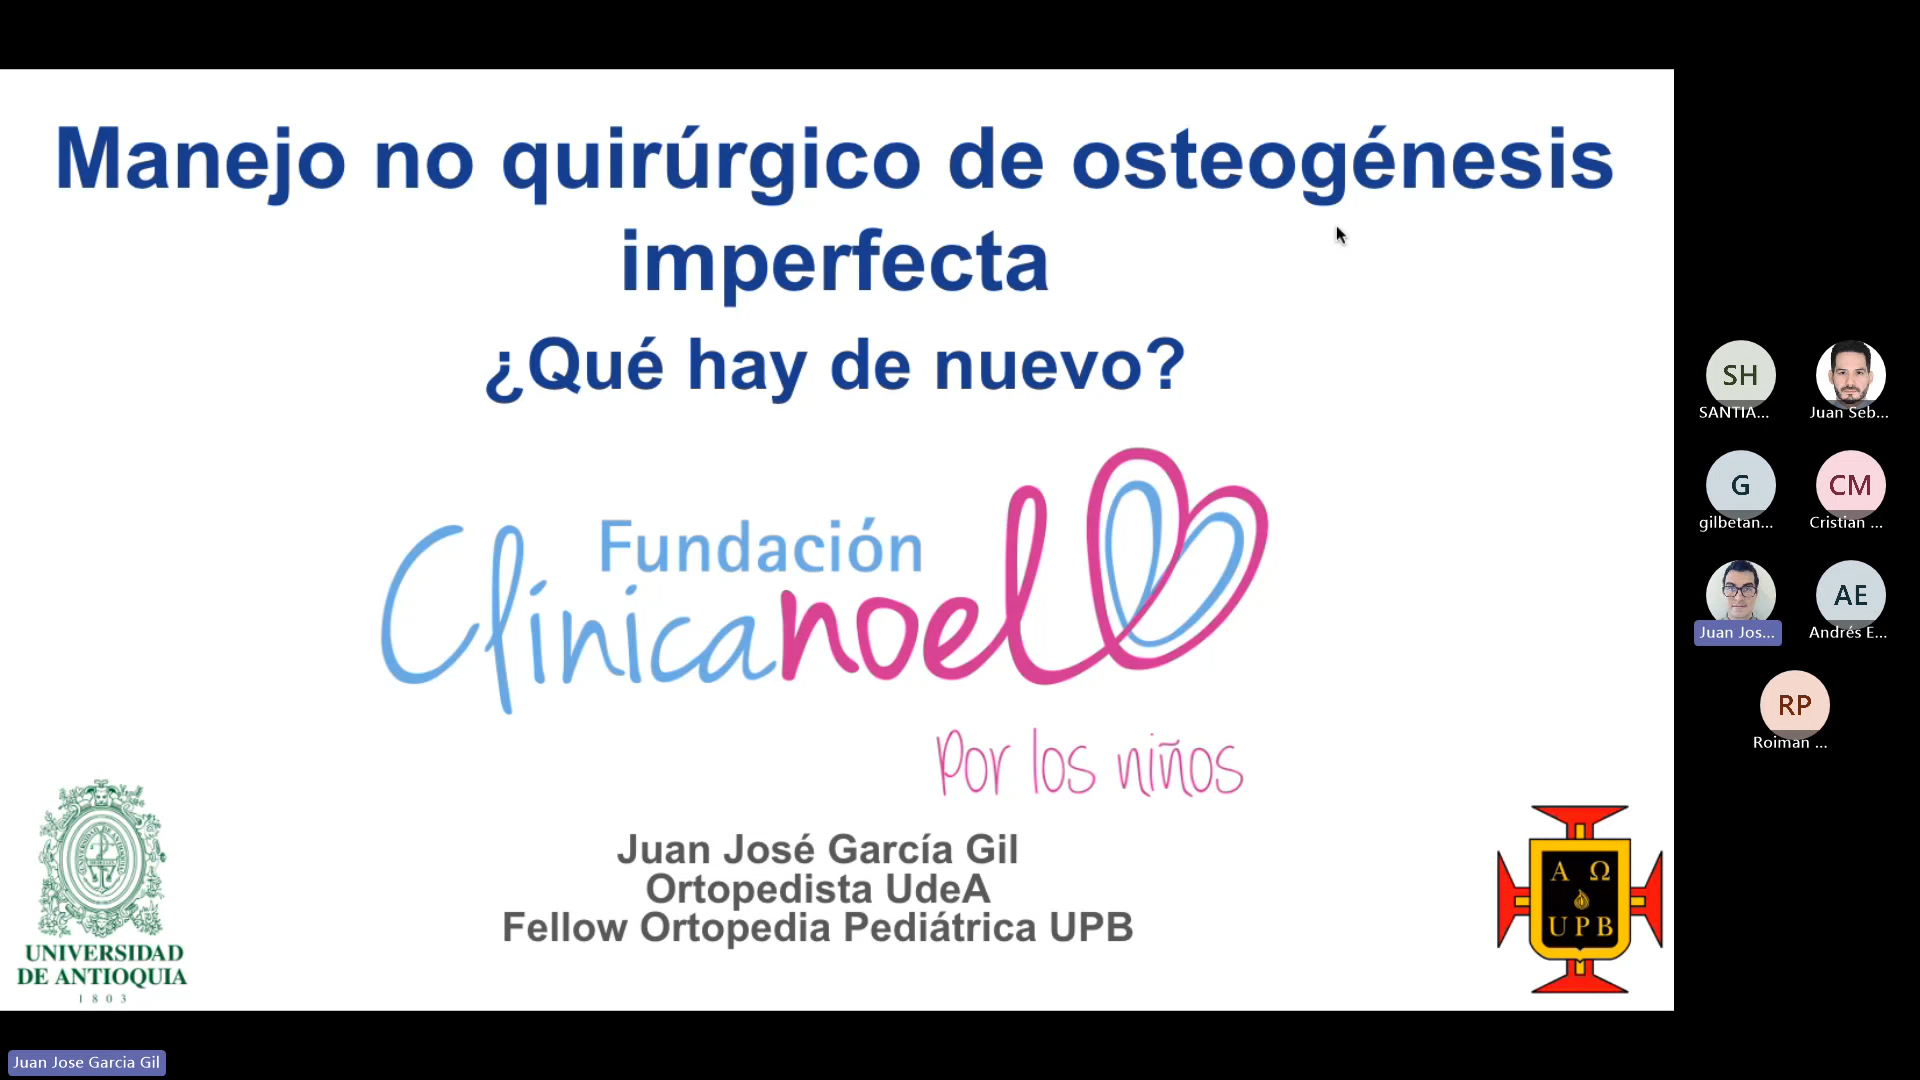 Manejo no quirúrgico de osteogénesis
imperfecta
¿Qué hay de nuevo?
Fundación
Clínicanoel
Por los niños
Juan José García Gil
Ortopedista UdeA
Fellow Ortopedia Pediátrica UPB
UNIVERSIDAD
DE ANTIOQUIA
1803
Α Ω
UPB
SH
SANTIA...
Juan Seb...
G
gilbetan...
CM
Cristian ...
Juan Jos...
AE
Andrés E...
RP
Roiman ...
Juan Jose Garcia Gil